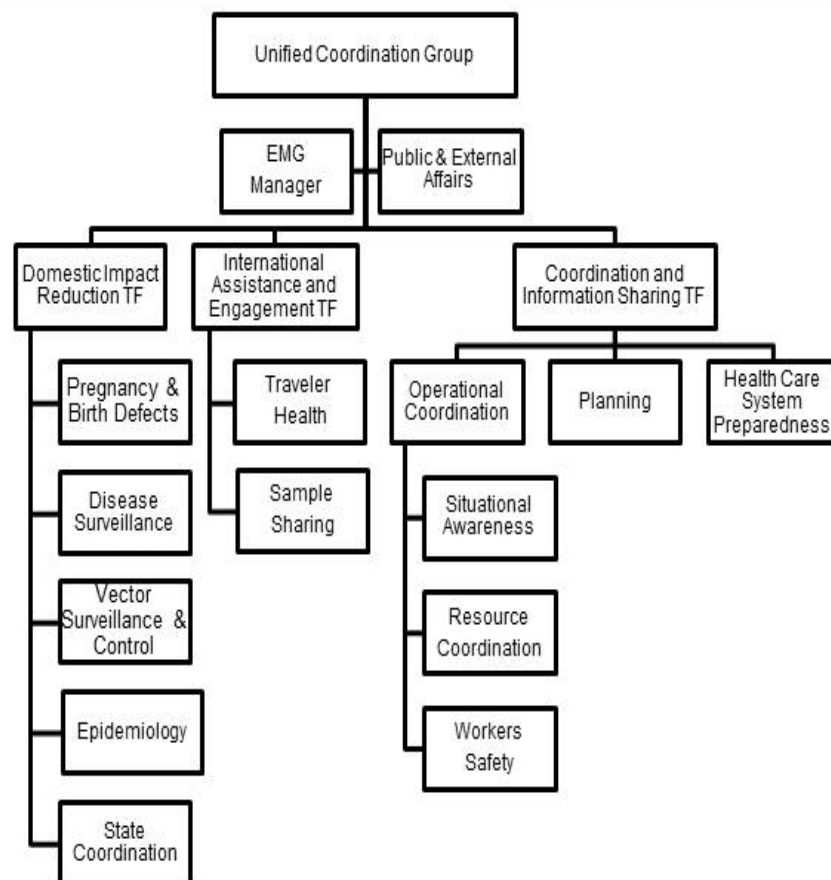 Unified Coordination Group
EMG
Manager
Public & External
Affairs
Domestic Impact
Reduction TF
International
Assistance and
Engagement TF
Coordination and
Information Sharing TF
Pregnancy &
Birth Defects
Disease
Surveillance
Vector
Surveillance &
Control
Epidemiology
State
Coordination
Traveler
Health
Sample
Sharing
Operational
Coordination
Planning
Health Care
System
Preparedness
Situational
Awareness
Resource
Coordination
Workers
Safety